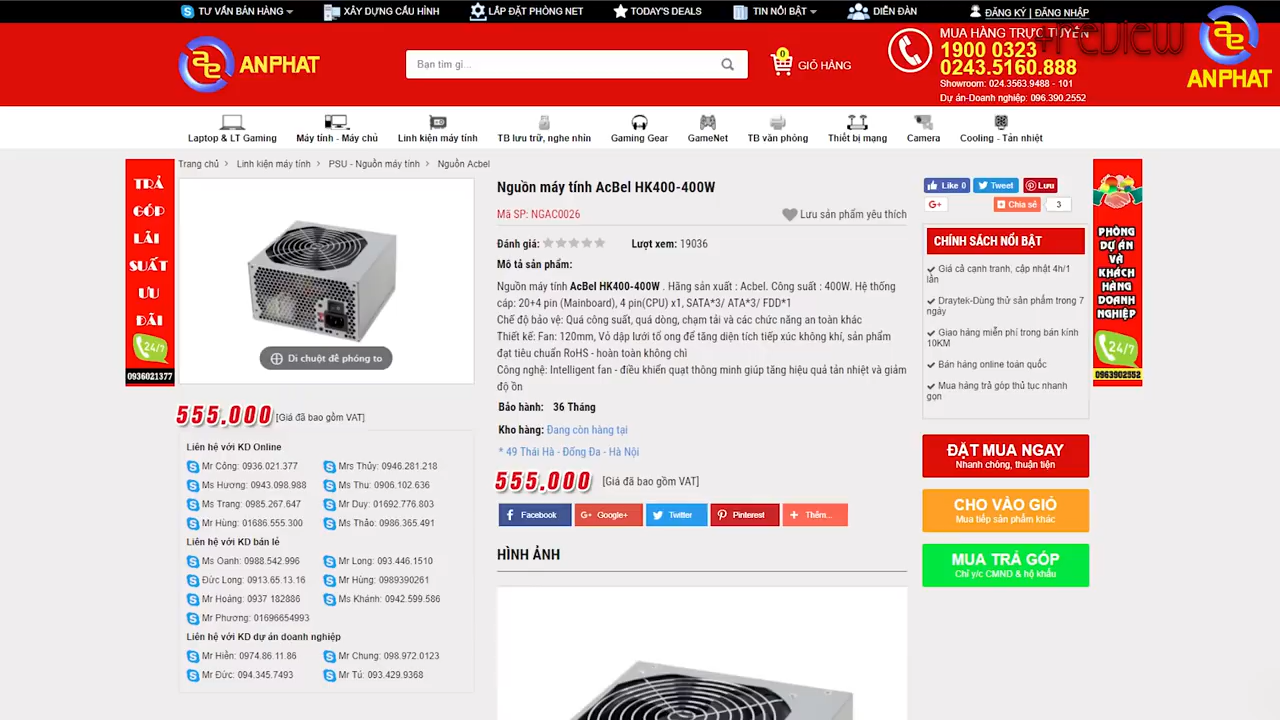 TƯ VẤN BÁN HÀNG
XÂY DỰNG CẤU HÌNH
LẮP ĐẶT PHÒNG NET
TODAY'S DEALS
TIN NỔI BẬT
DIỄN ĐÀN
ĐĂNG KÝ | ĐĂNG NHẬP
ANPHAT
Bạn tìm gì...
0
GIỎ HÀNG
MUA HÀNG TRỰC TUYẾN
1900 0323
0243.5160.888
Showroom: 024.3563.9488 - 101
Dự án-Doanh nghiệp: 096.390.2552
ANPHAT
Laptop & LT Gaming
Máy tính - Máy chủ
Linh kiện máy tính
TB lưu trữ, nghe nhìn
Gaming Gear
GameNet
TB văn phòng
Thiết bị mạng
Camera
Cooling - Tản nhiệt
Trang chủ > Linh kiện máy tính > PSU - Nguồn máy tính > Nguồn Acbel
TRẢ
GÓP
LÃI
SUẤT
ƯU
ĐÃI
24/7
0936021377
Di chuột để phóng to
555.000 [Giá đã bao gồm VAT]
Liên hệ với KD Online
Mr Công: 0936.021.377
Mrs Thủy: 0946.281.218
Ms Hương: 0943.098.988
Ms Thu: 0906.102.636
Ms Trang: 0985.267.647
Mr Duy: 01692.776.803
Mr Hùng: 01686.555.300
Ms Thảo: 0986.365.491
Liên hệ với KD bán lẻ
Ms Oanh: 0988.542.996
Mr Long: 093.446.1510
Đức Long: 0913.65.13.16
Mr Hùng: 0989390261
Mr Hoáng: 0937 182886
Ms Khánh: 0942.599.586
Mr Phương: 01696654993
Liên hệ với KD dự án doanh nghiệp
Mr Hiền: 0974.86.11.86
Mr Chung: 098.972.0123
Mr Đức: 094.345.7493
Mr Tú: 093.429.9368
Nguồn máy tính AcBel HK400-400W
Mã SP: NGAC0026
Lưu sản phẩm yêu thích
Đánh giá:
Lượt xem: 19036
Mô tả sản phẩm:
Nguồn máy tính AcBel HK400-400W . Hãng sản xuất : Acbel. Công suất : 400W. Hệ thống
cáp: 20+4 pin (Mainboard), 4 pin(CPU) x1, SATA*3/ ATA*3/ FDD*1
Chế độ bảo vệ: Quá công suất, quá dòng, chạm tải và các chức năng an toàn khác
Thiết kế: Fan: 120mm, Vỏ dập lưới tổ ong để tăng diện tích tiếp xúc không khí, sản phẩm
đạt tiêu chuẩn RoHS - hoàn toàn không chì
Công nghệ: Intelligent fan - điều khiển quạt thông minh giúp tăng hiệu quả tản nhiệt và giảm
độ ồn
Bảo hành: 36 Tháng
Kho hàng: Đang còn hàng tại
* 49 Thái Hà - Đống Đa - Hà Nội
555.000 [Giá đã bao gồm VAT]
Facebook
Google+
Twitter
Pinterest
Thêm...
HÌNH ẢNH
Like 0
Tweet
Lưu
G+
Chia sẻ
3
CHÍNH SÁCH NỔI BẬT
Giá cả cạnh tranh, cập nhật 4h/1
lần
Draytek-Dùng thử sản phẩm trong 7
ngày
Giao hàng miễn phí trong bán kính
10KM
Bán hàng online toàn quốc
Mua hàng trả góp thủ tục nhanh
gọn
ĐẶT MUA NGAY
Nhanh chóng, thuận tiện
CHO VÀO GIỎ
Mua tiếp sản phẩm khác
MUA TRẢ GÓP
Chỉ y/c CMND & hộ khẩu
PHÒNG
DỰ ÁN
VÀ
KHÁCH
HÀNG
DOANH
NGHIỆP
24/7
0963902552